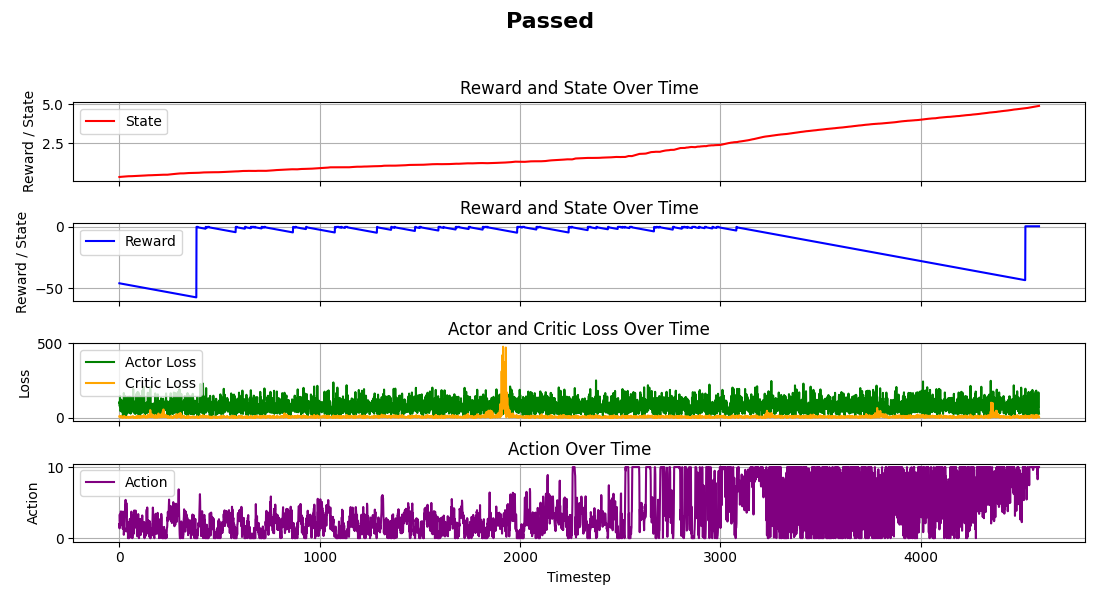 Passed
Reward and State Over Time
Reward / State
5.0
2.5
State
Reward and State Over Time
Reward / State
0
−50
Reward
Actor and Critic Loss Over Time
Loss
500
0
Actor Loss
Critic Loss
Action Over Time
Action
10
0
Action
0 1000 2000 3000 4000
Timestep